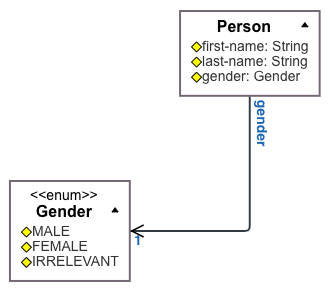 Person
first-name: String
last-name: String
gender: Gender
gender
<<enum>>
Gender
MALE
FEMALE
IRRELEVANT
1